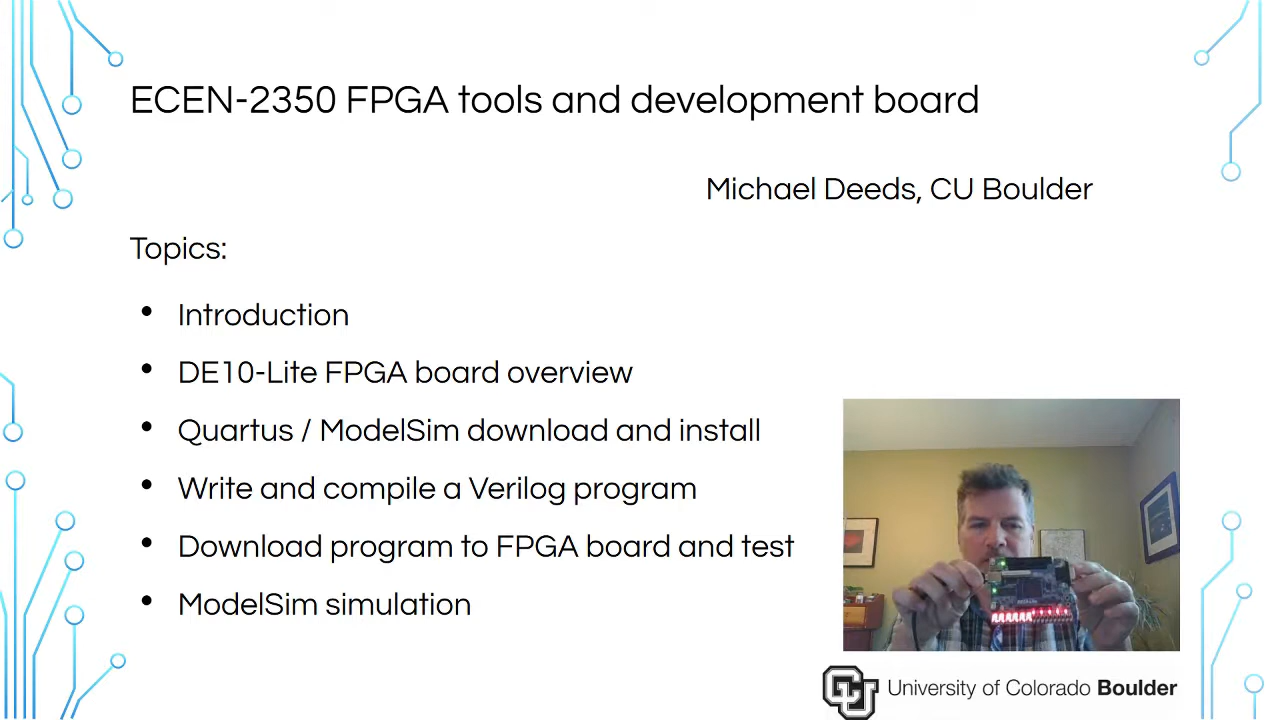 ECEN-2350 FPGA tools and development board
Michael Deeds, CU Boulder
Topics:
• Introduction
• DE10-Lite FPGA board overview
• Quartus / ModelSim download and install
• Write and compile a Verilog program
• Download program to FPGA board and test
• ModelSim simulation
CU University of Colorado Boulder